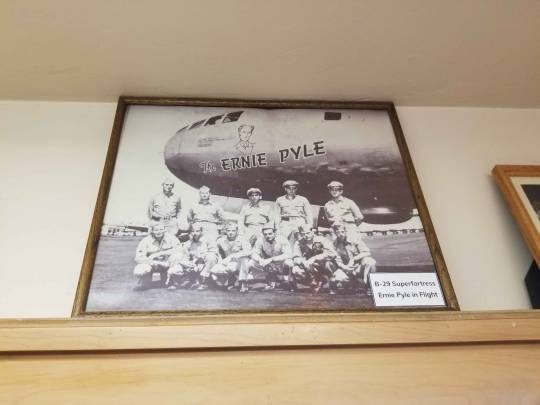 The ERNIE PYLE
B-29 Superfortress
Ernie Pyle in Flight